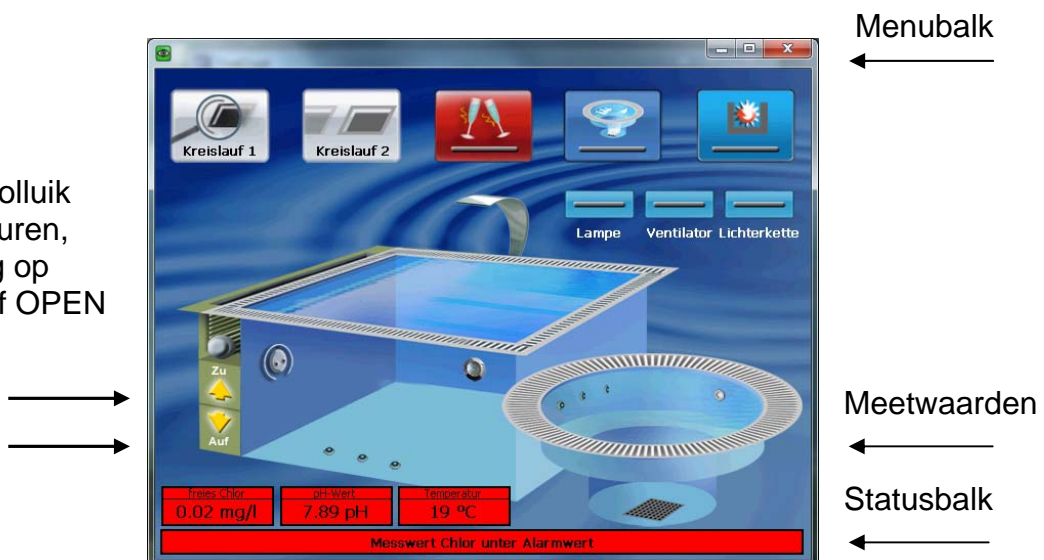 Menubalk
Kreislauf 1
Kreislauf 2
Lampe
Ventilator
Lichterkette
olluik
uren,
g op
f OPEN
Zu
Auf
Meetwaarden
Statusbalk
freies Chlor
0.02 mg/l
pH-Wert
7.89 pH
Temperatur
19 ºC
Messwert Chlor unter Alarmwert